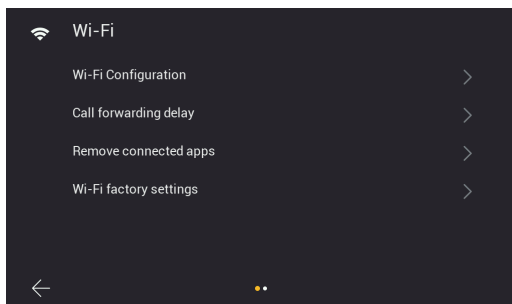 Wi-Fi
Wi-Fi Configuration
Call forwarding delay
Remove connected apps
Wi-Fi factory settings